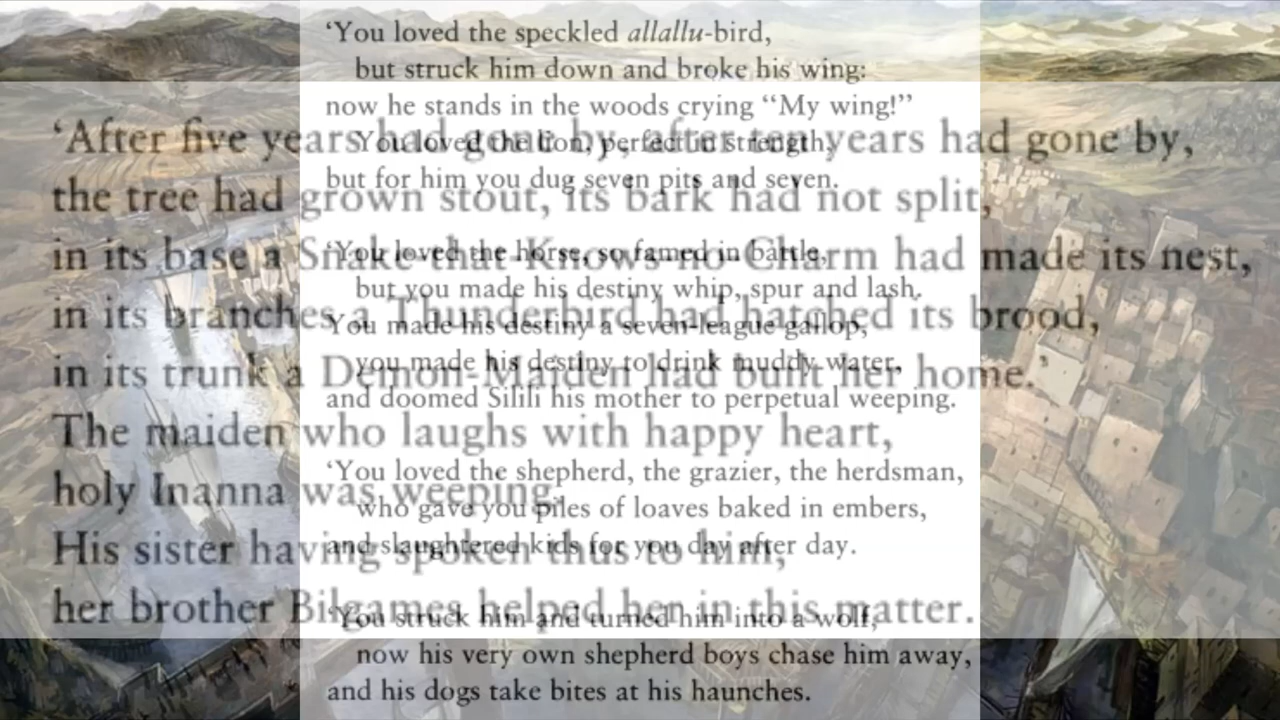 ‘You loved the speckled allallu-bird,
but struck him down and broke his wing:
now he stands in the woods crying “My wing!”
You loved the lion, perfect in strength,
but for him you dug seven pits and seven.
‘You loved the horse, so famed in battle,
but you made his destiny whip, spur and lash.
You made his destiny a seven-league gallop,
you made his destiny to drink muddy water,
and doomed Silili his mother to perpetual weeping.
‘You loved the shepherd, the grazier, the herdsman,
who gave you piles of loaves baked in embers,
and slaughtered kids for you day after day.
‘You struck him and turned him into a wolf,
now his very own shepherd boys chase him away,
and his dogs take bites at his haunches.
‘After five years had gone by, after ten years had gone by,
the tree had grown stout, its bark had not split,
in its base a Snake-that-Knows-no-Charm had made its nest,
in its branches a Thunderbird had hatched its brood,
in its trunk a Demon-Maiden had built her home.
The maiden who laughs with happy heart,
holy Inanna was weeping.
His sister having spoken thus to him,
her brother Bilgames helped her in this matter.